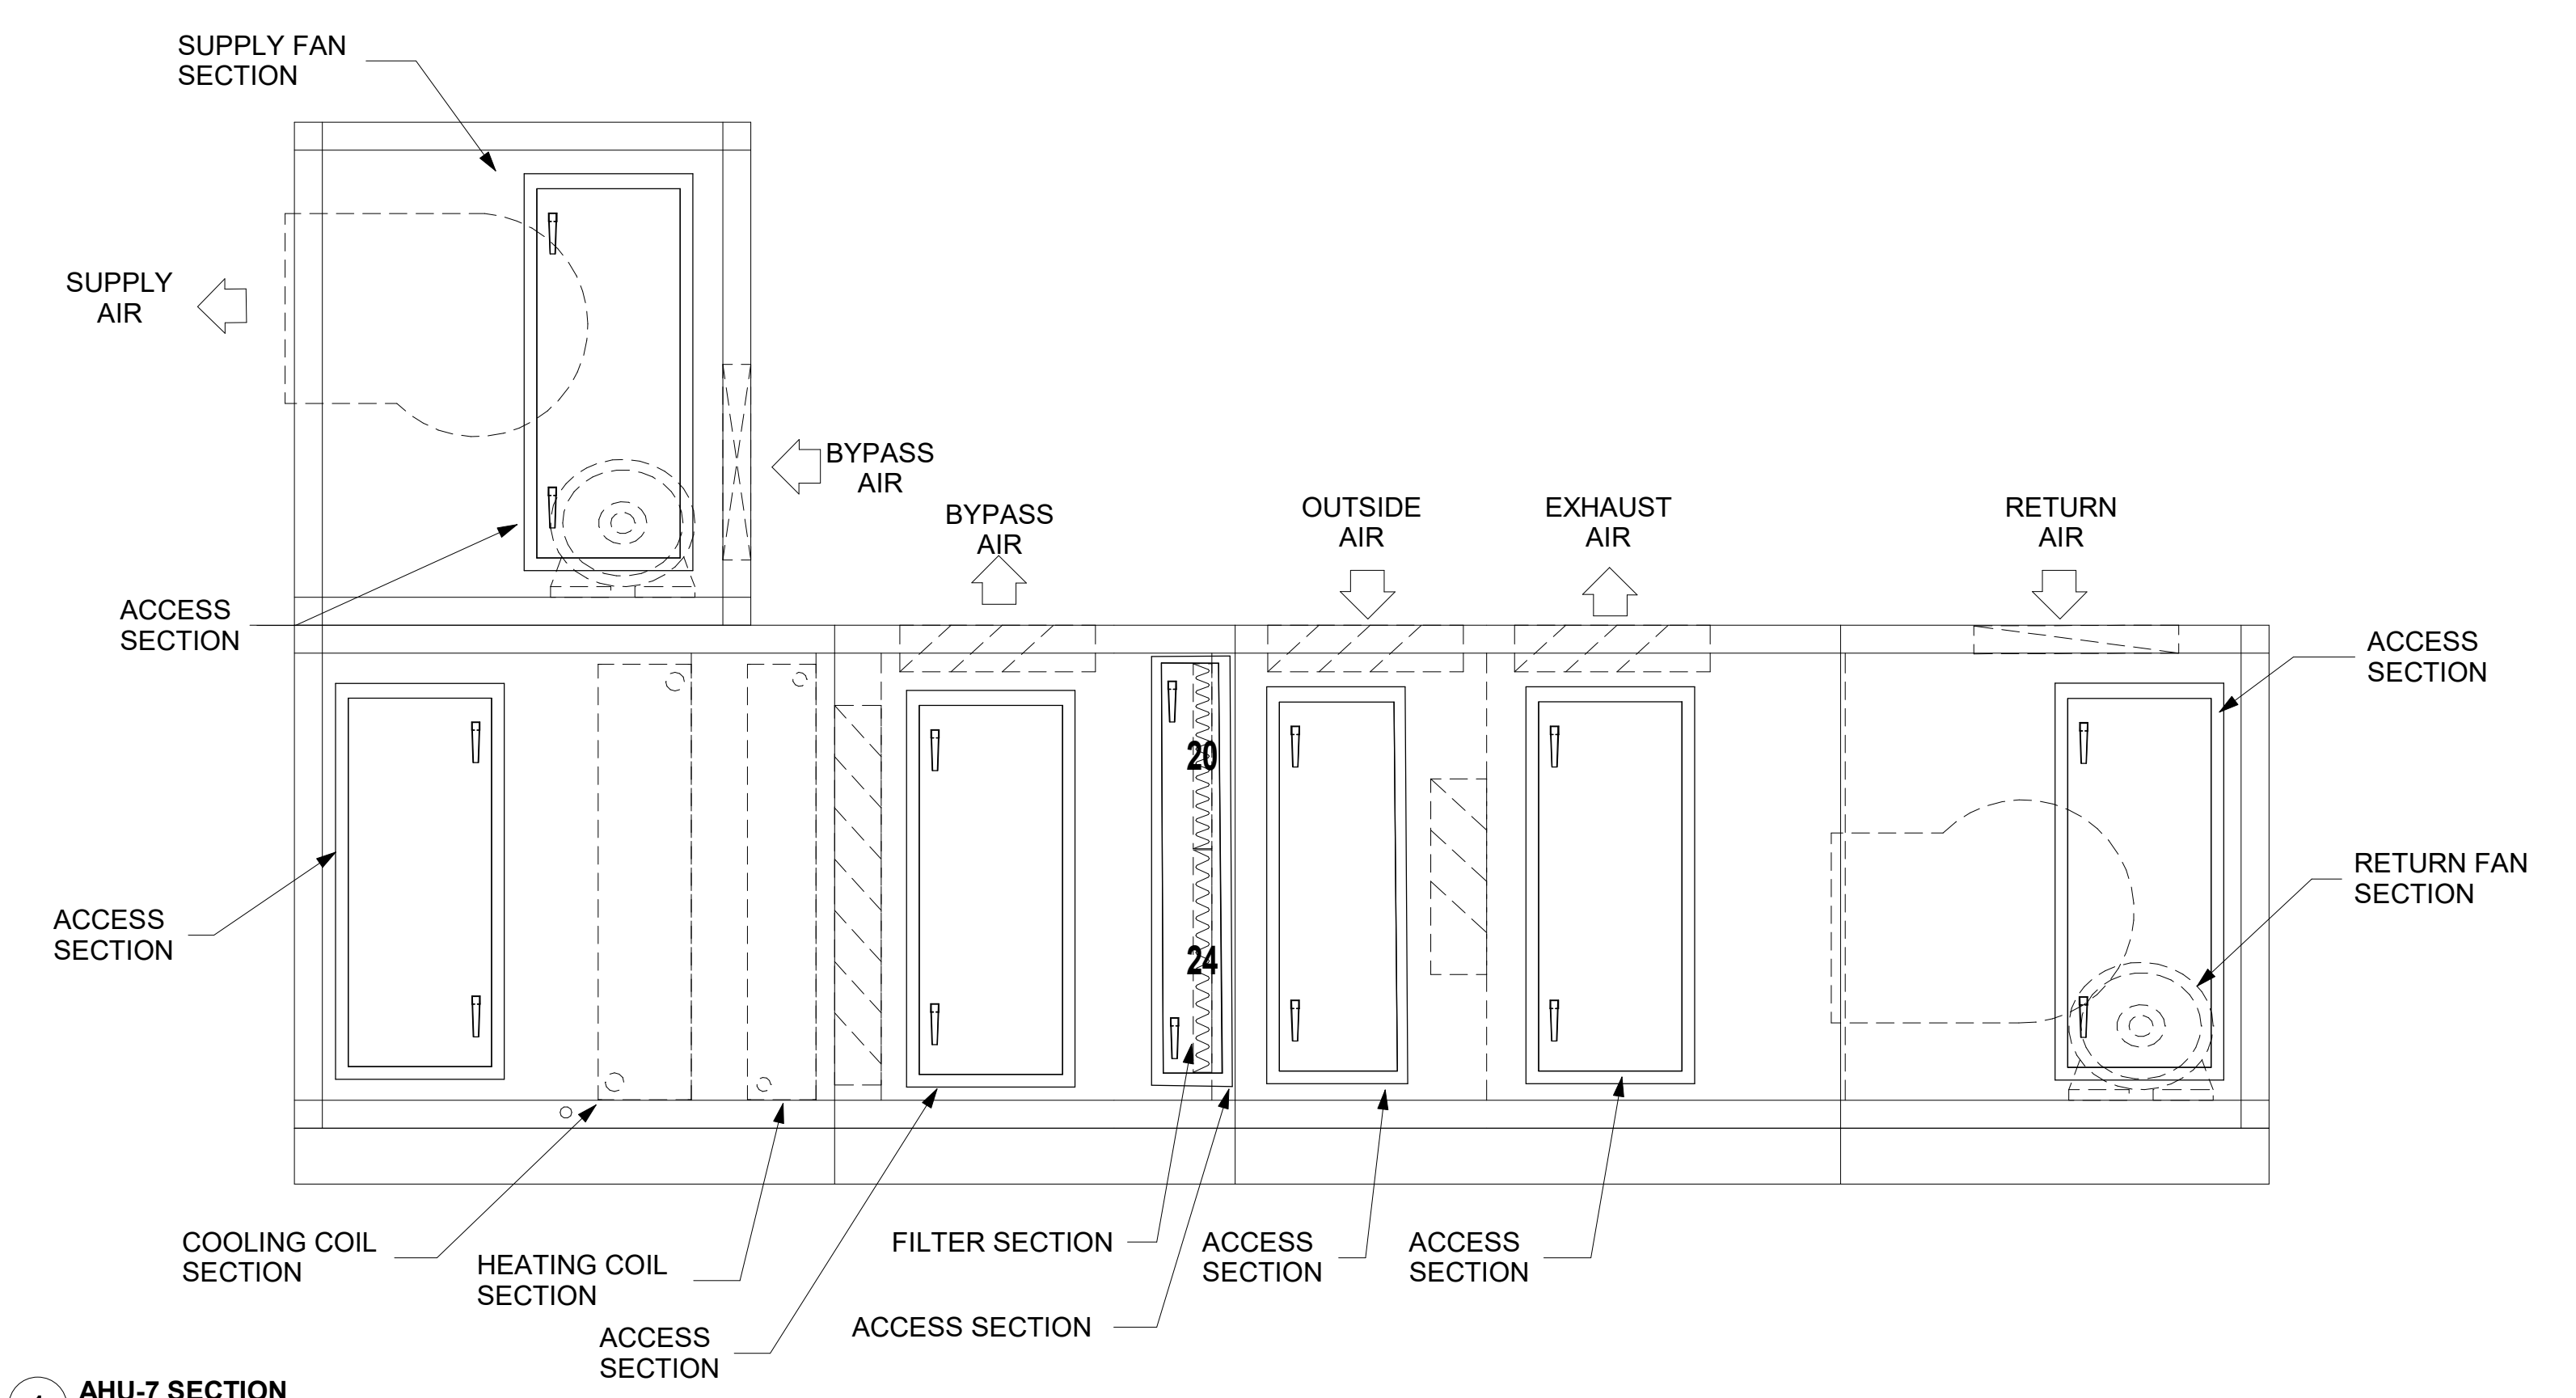 SUPPLY FAN
SECTION
SUPPLY
AIR
BYPASS
AIR
BYPASS
AIR
OUTSIDE
AIR
EXHAUST
AIR
RETURN
AIR
ACCESS
SECTION
ACCESS
SECTION
20
24
RETURN FAN
SECTION
ACCESS
SECTION
COOLING COIL
SECTION
HEATING COIL
SECTION
ACCESS
SECTION
FILTER SECTION
ACCESS SECTION
ACCESS
SECTION
ACCESS
SECTION
AHU-7 SECTION